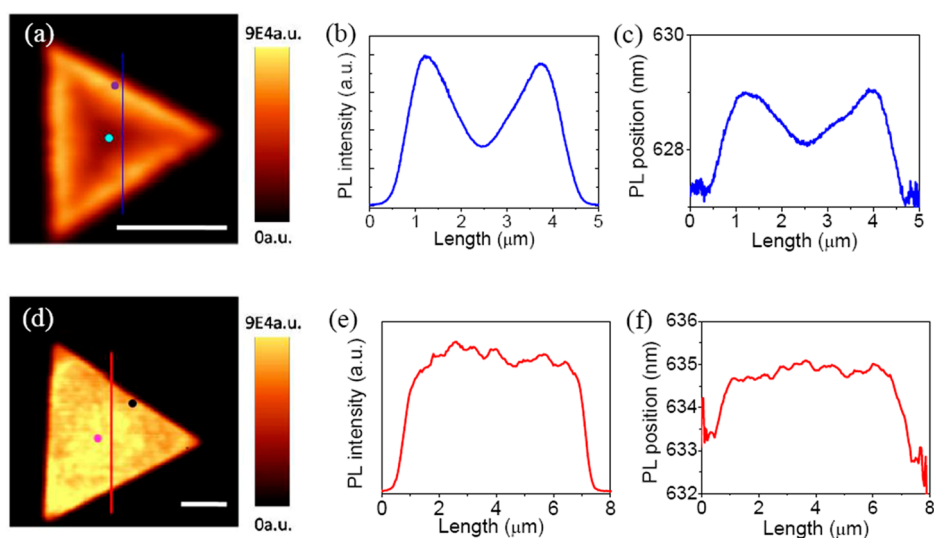 (a)
9E4a.u.
0a.u.
(b)
PL intensity (a.u.)
0 1 2 3 4 5
Length (μm)
(c)
630
628
PL position (nm)
0 1 2 3 4 5
Length (μm)
(d)
9E4a.u.
0a.u.
(e)
PL intensity (a.u.)
0 2 4 6 8
Length (μm)
(f)
636
635
634
633
632
PL position (nm)
0 2 4 6 8
Length (μm)